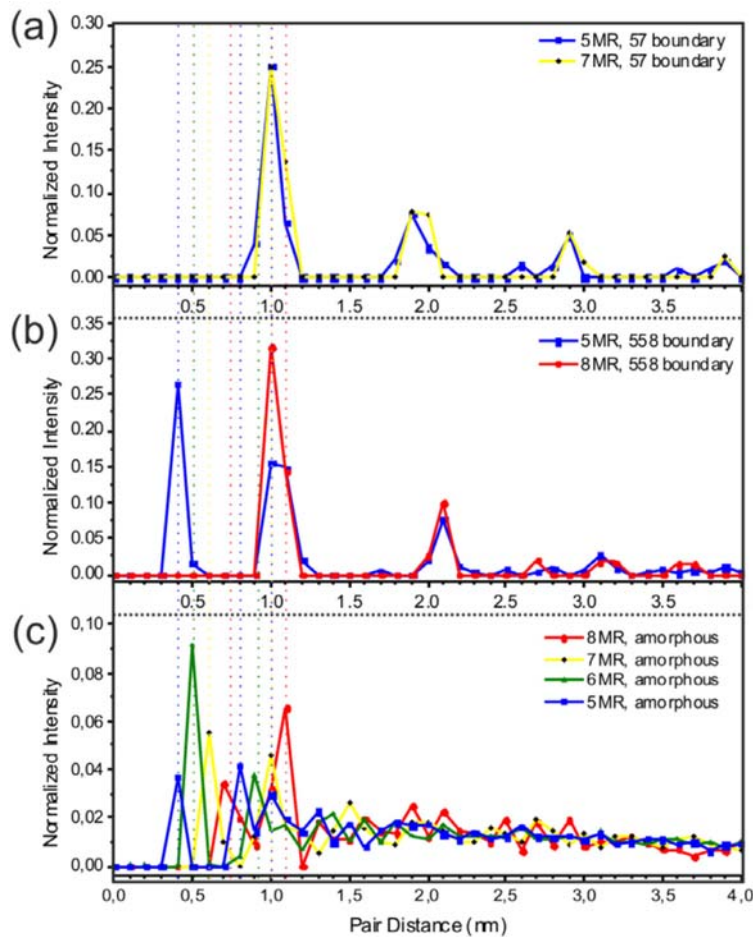 (a)
Normalized Intensity
0.30
0.25
0.20
0.15
0.10
0.05
0.00
5MR, 57 boundary
7MR, 57 boundary
0.5 1.0 1.5 2.0 2.5 3.0 3.5
(b)
Normalized Intensity
0.35
0.30
0.25
0.20
0.15
0.10
0.05
0.00
5MR, 558 boundary
8MR, 558 boundary
0.5 1.0 1.5 2.0 2.5 3.0 3.5
(c)
Normalized Intensity
0,10
0,08
0,06
0,04
0,02
0,00
8MR, amorphous
7MR, amorphous
6MR, amorphous
5MR, amorphous
0,0 0,5 1,0 1,5 2,0 2,5 3,0 3,5 4,0
Pair Distance (nm)